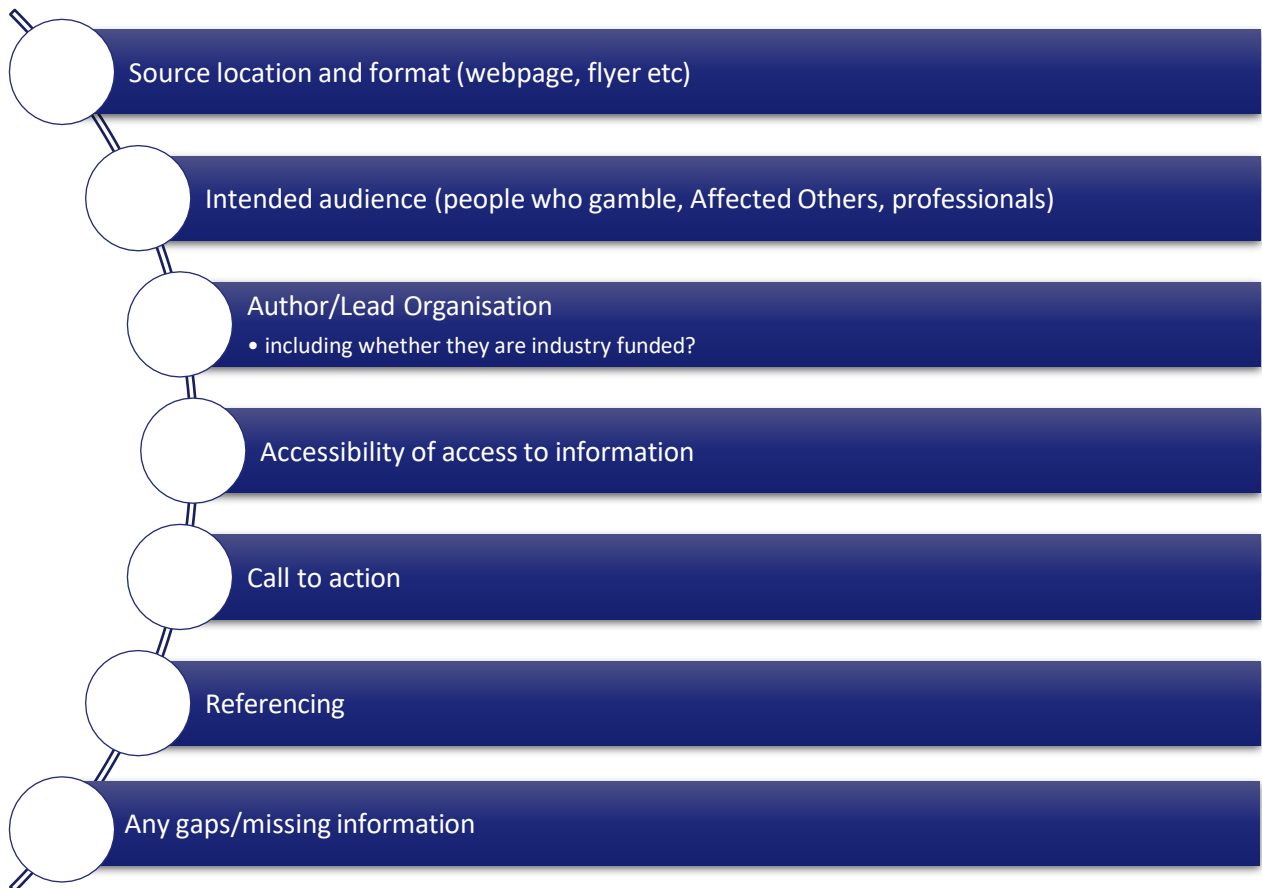 Source location and format (webpage, flyer etc)
Intended audience (people who gamble, Affected Others, professionals)
Author/Lead Organisation
• including whether they are industry funded?
Accessibility of access to information
Call to action
Referencing
Any gaps/missing information